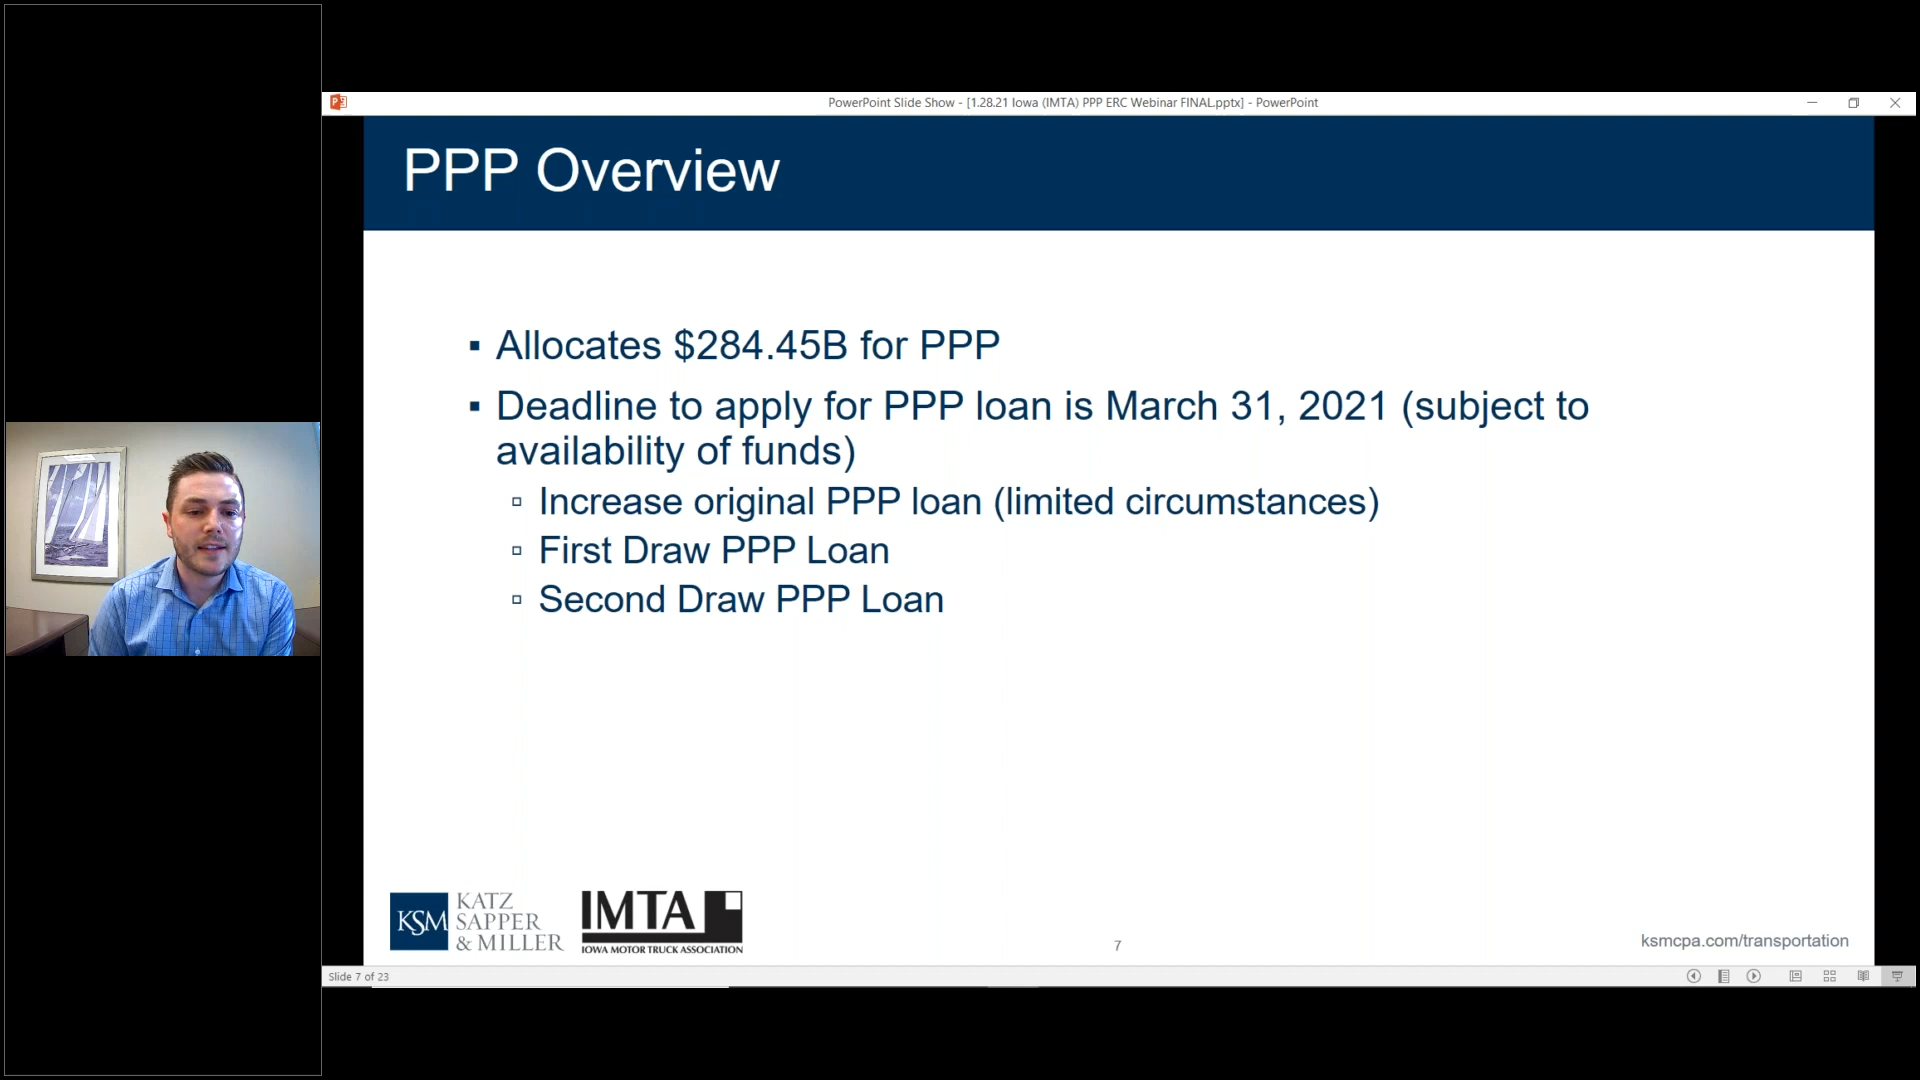 PowerPoint Slide Show - [1.28.21 Iowa (IMTA) PPP ERC Webinar FINAL.pptx] - PowerPoint
PPP Overview
▪ Allocates $284.45B for PPP
▪ Deadline to apply for PPP loan is March 31, 2021 (subject to
availability of funds)
▫ Increase original PPP loan (limited circumstances)
▫ First Draw PPP Loan
▫ Second Draw PPP Loan
KSM
KATZ
SAPPER
& MILLER
IMTA
IOWA MOTOR TRUCK ASSOCIATION
7
ksmcpa.com/transportation
Slide 7 of 23